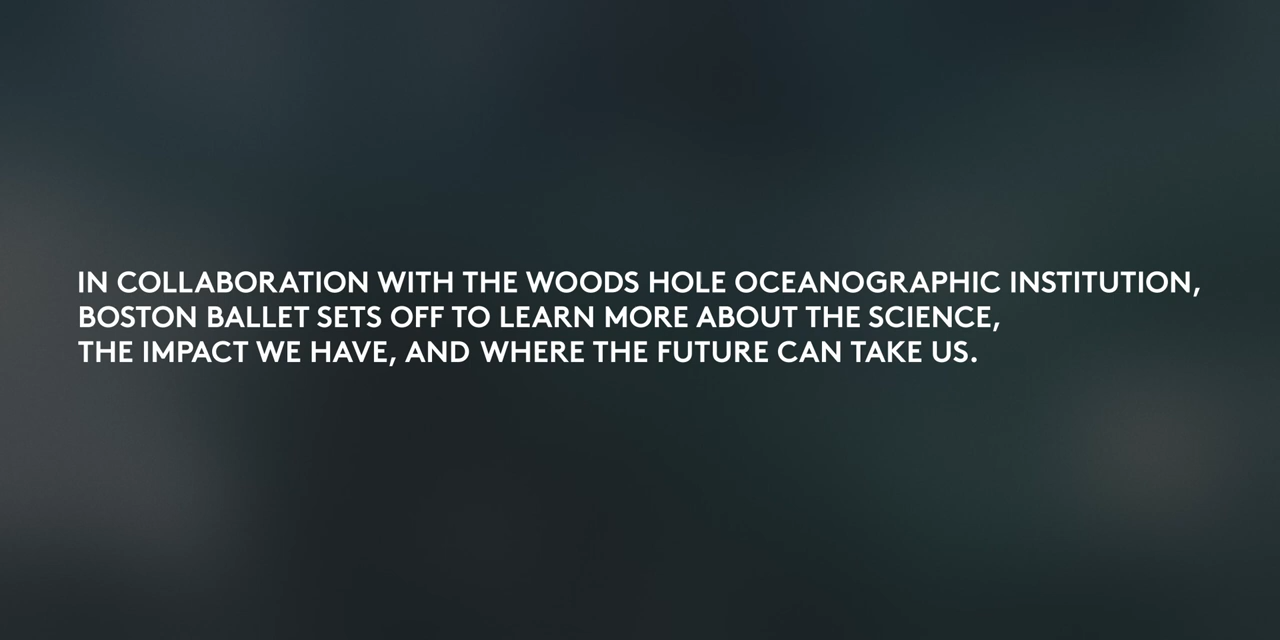 IN COLLABORATION WITH THE WOODS HOLE OCEANOGRAPHIC INSTITUTION,
BOSTON BALLET SETS OFF TO LEARN MORE ABOUT THE SCIENCE,
THE IMPACT WE HAVE, AND WHERE THE FUTURE CAN TAKE US.